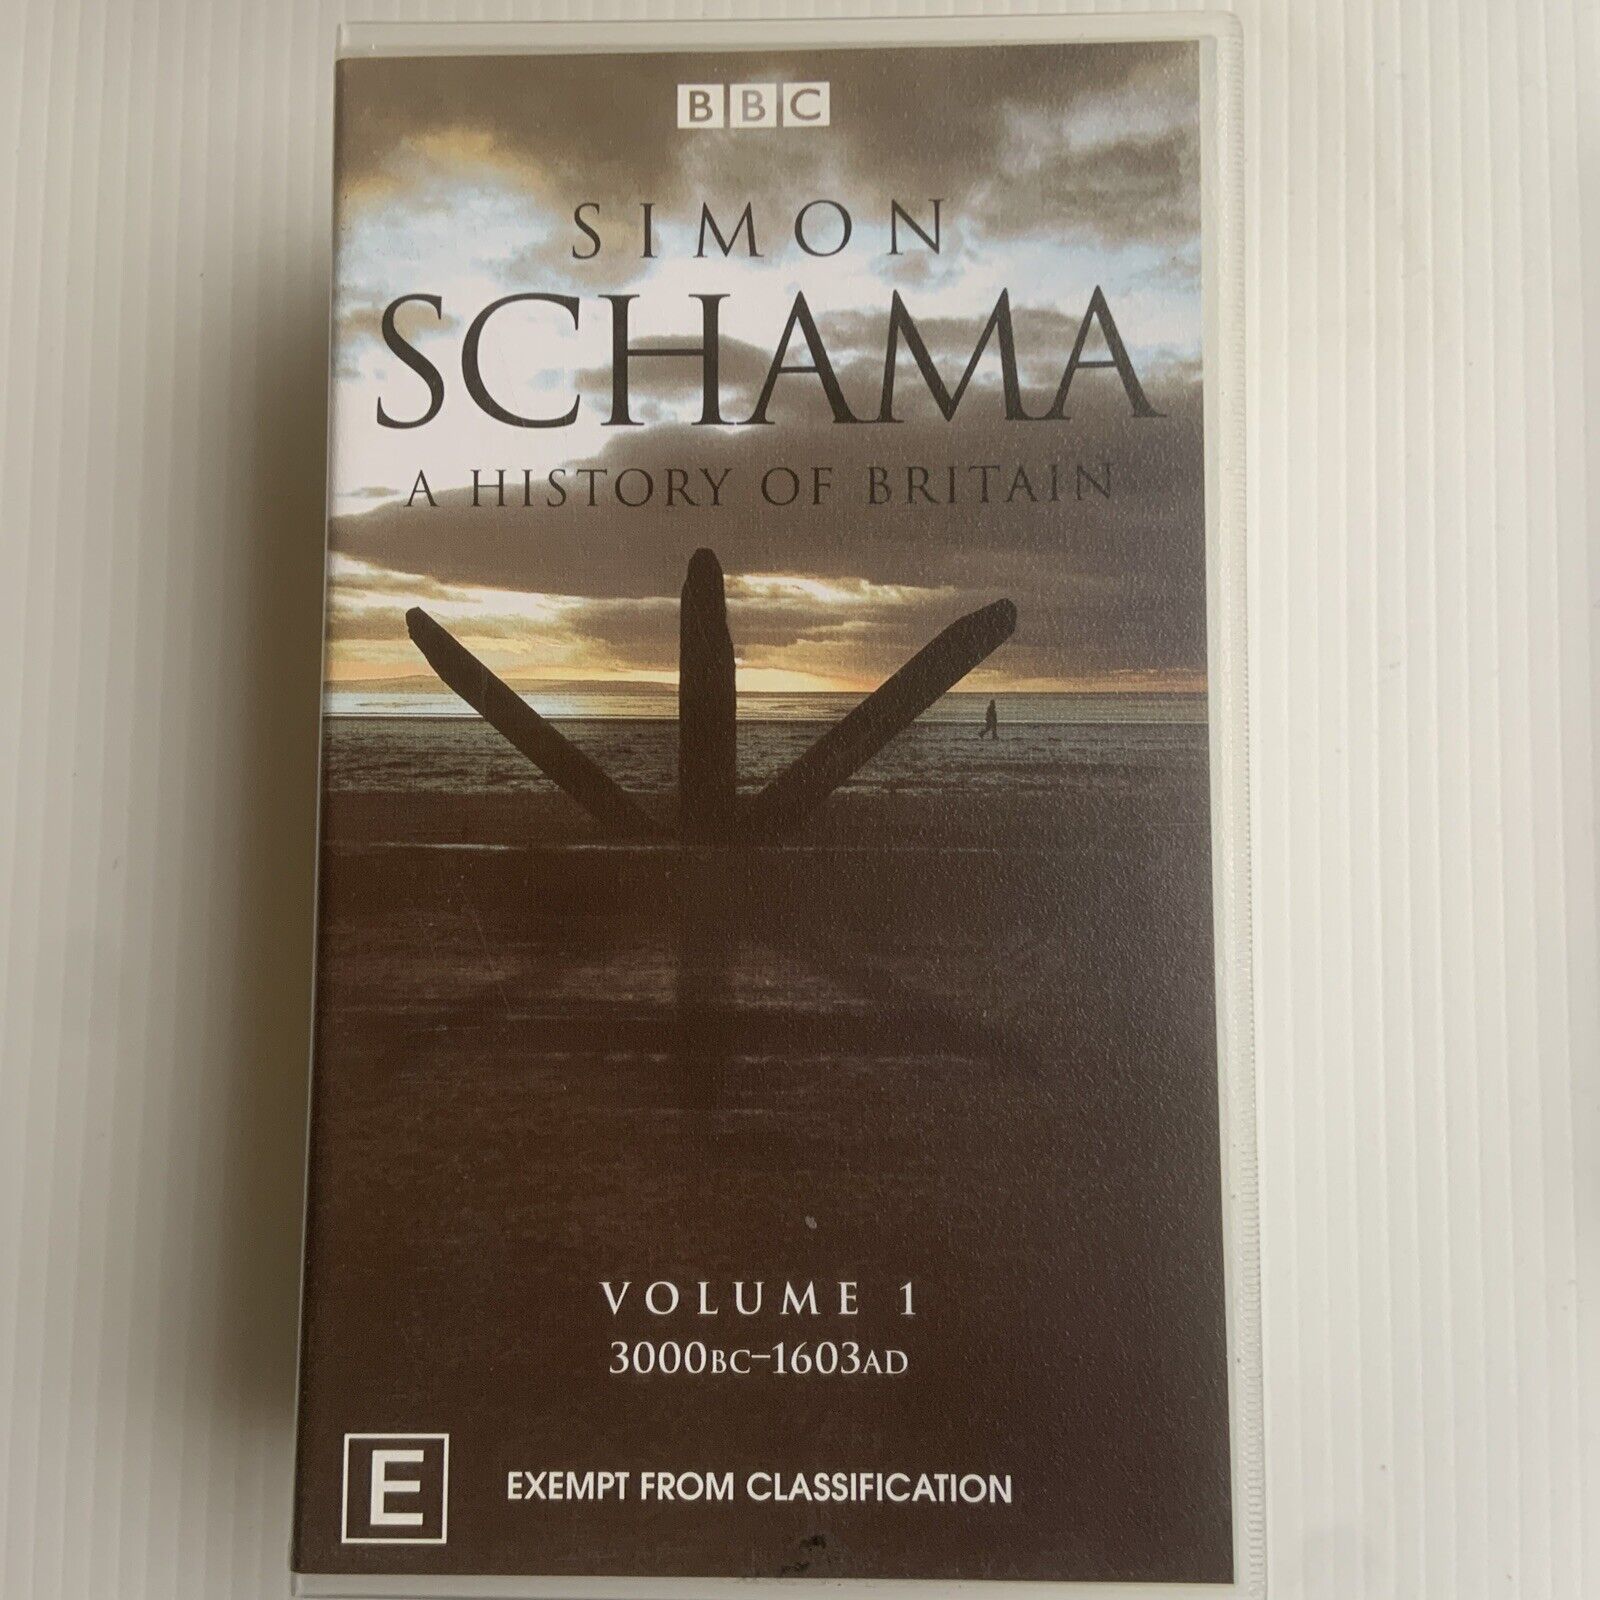 BBC
SIMON
SCHAMA
A HISTORY OF BRITAIN
VOLUME 1
3000BC–1603AD
E
EXEMPT FROM CLASSIFICATION